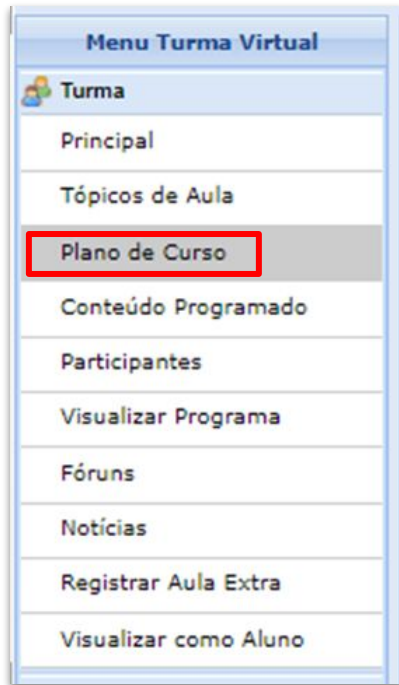 Menu Turma Virtual
Turma
Principal
Tópicos de Aula
Plano de Curso
Conteúdo Programado
Participantes
Visualizar Programa
Fóruns
Notícias
Registrar Aula Extra
Visualizar como Aluno